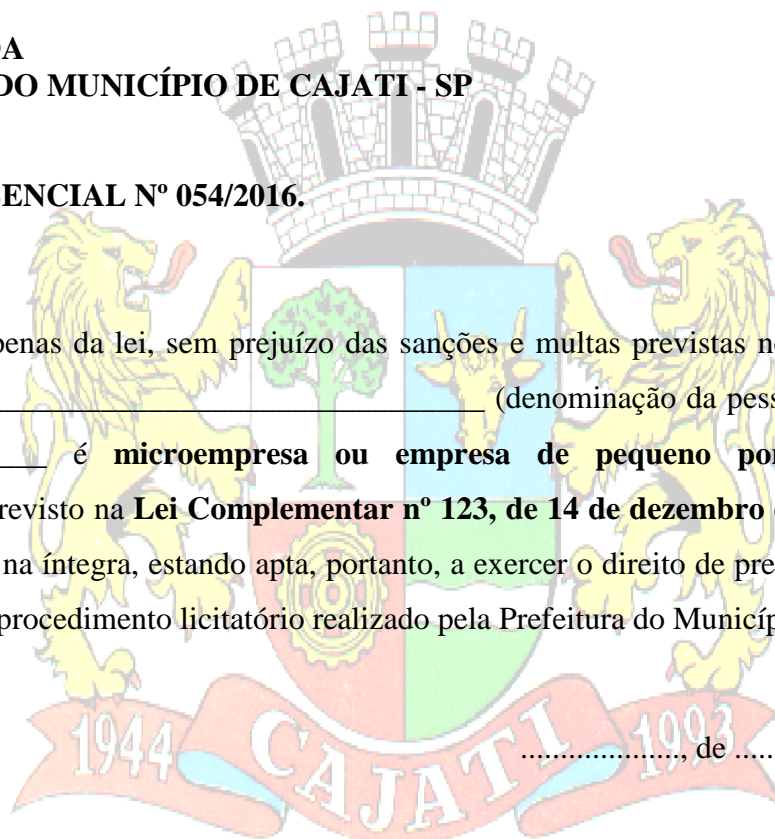 DA
DO MUNICÍPIO DE CAJATI - SP
ENCIAL Nº 054/2016.
penas da lei, sem prejuízo das sanções e multas previstas n
_______________________________ (denominação da pess
____ é microempresa ou empresa de pequeno por
revisto na Lei Complementar nº 123, de 14 de dezembro
na íntegra, estando apta, portanto, a exercer o direito de pre
procedimento licitatório realizado pela Prefeitura do Municíp
...................., de .....
1944 CAJATI 1993